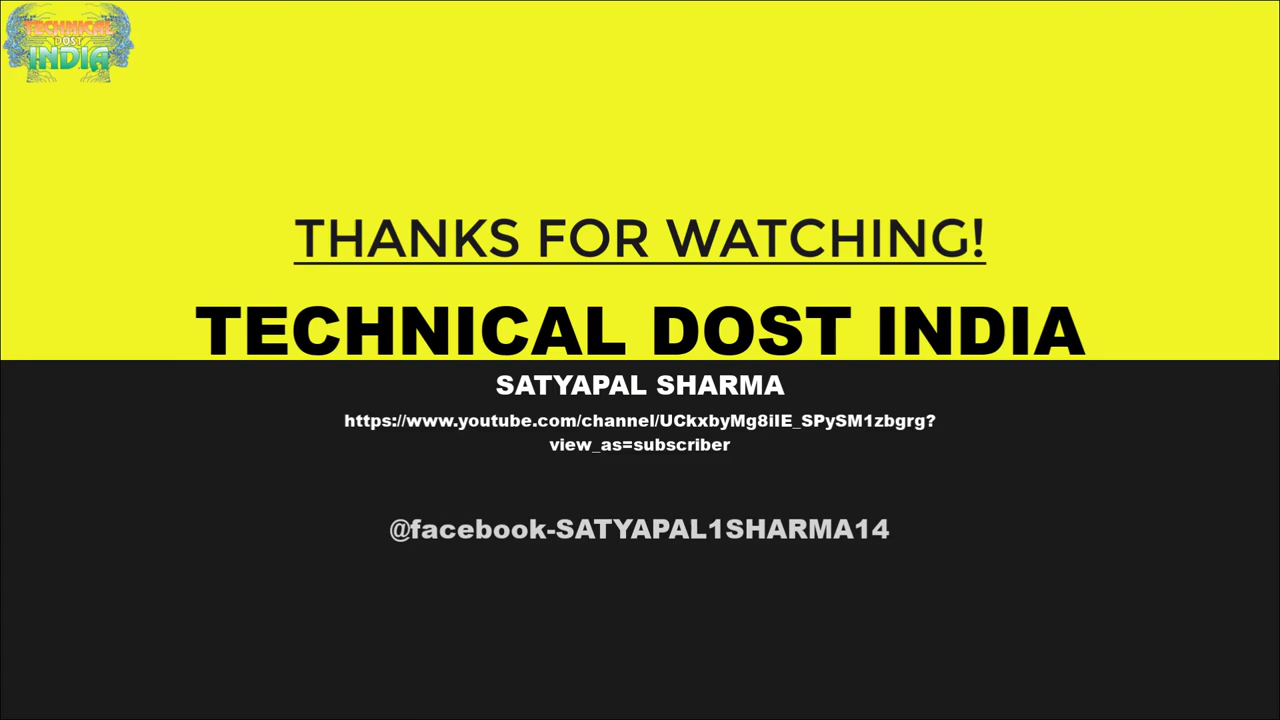 TECHNICAL
DOST
INDIA
THANKS FOR WATCHING!
TECHNICAL DOST INDIA
SATYAPAL SHARMA
https://www.youtube.com/channel/UCkxbyMg8iIE_SPySM1zbgrg?
view_as=subscriber
@facebook-SATYAPAL1SHARMA14